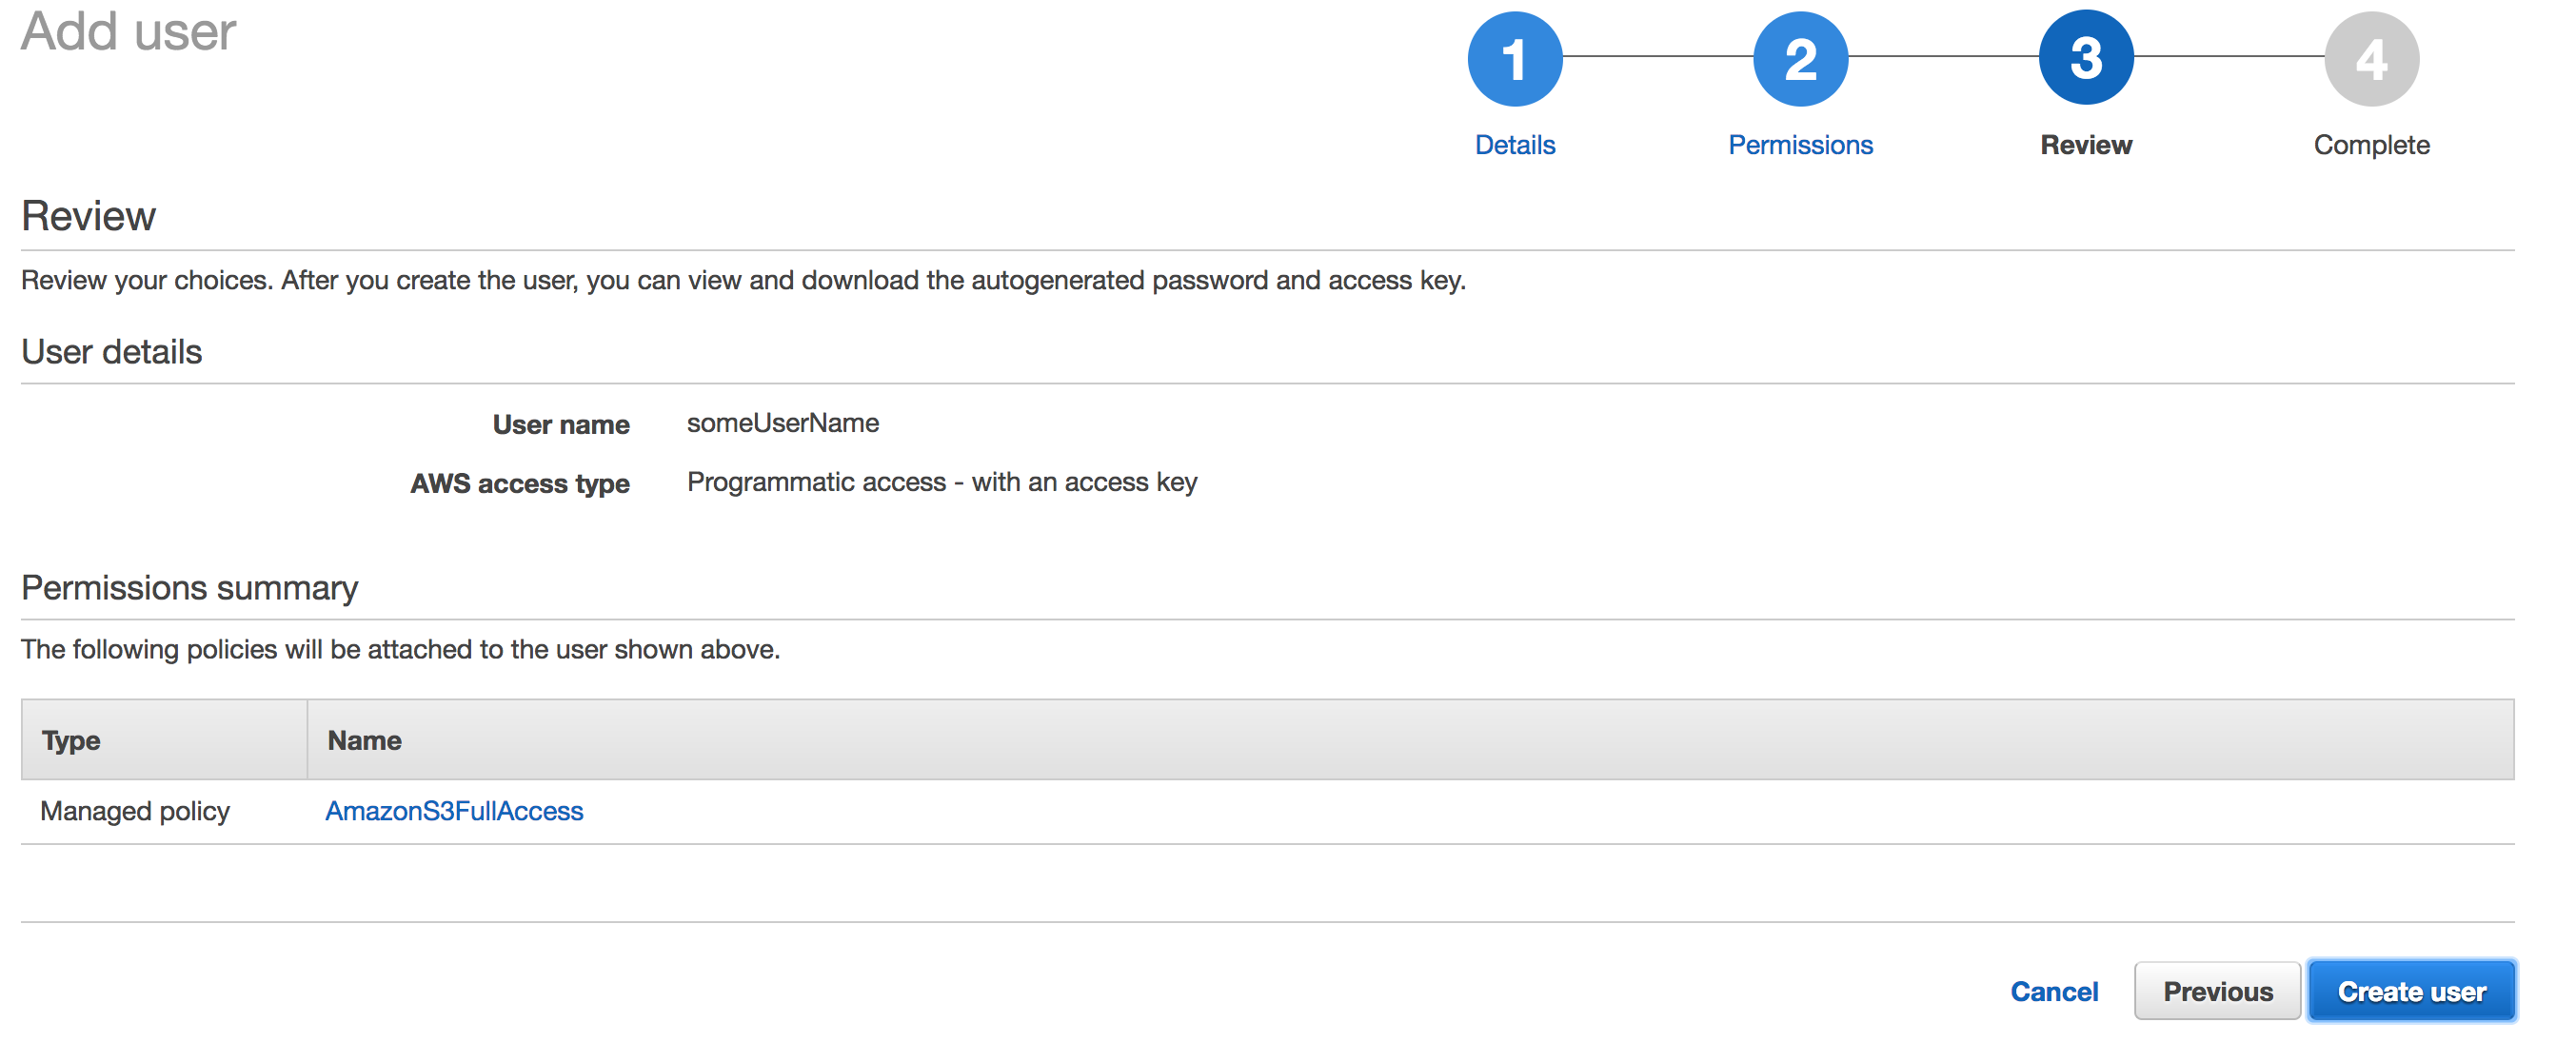 Add user
1
2
3
4
Details
Permissions
Review
Complete
Review
Review your choices. After you create the user, you can view and download the autogenerated password and access key.
User details
User name someUserName
AWS access type Programmatic access - with an access key
Permissions summary
The following policies will be attached to the user shown above.
Type Name
Managed policy AmazonS3FullAccess
Cancel Previous Create user